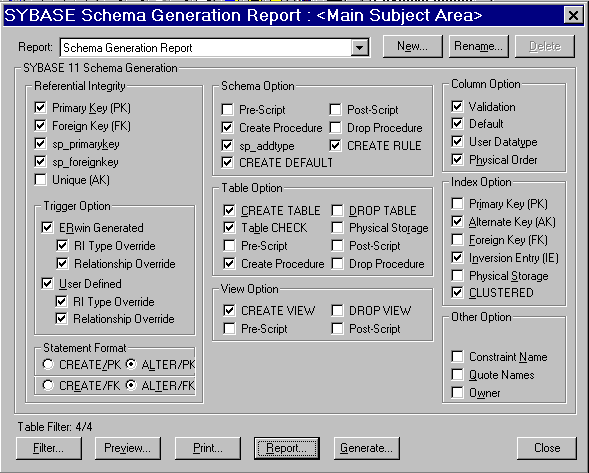 SYBASE Schema Generation Report : <Main Subject Area>
Report: Schema Generation Report New... Rename... Delete
SYBASE 11 Schema Generation
Referential Integrity
Primary Key (PK)
Foreign Key (FK)
sp_primarykey
sp_foreignkey
Unique (AK)
Trigger Option
ERwin Generated
RI Type Override
Relationship Override
User Defined
RI Type Override
Relationship Override
Statement Format
CREATE/PK ALTER/PK
CREATE/FK ALTER/FK
Schema Option
Pre-Script Post-Script
Create Procedure Drop Procedure
sp_addtype CREATE RULE
CREATE DEFAULT
Table Option
CREATE TABLE DROP TABLE
Table CHECK Physical Storage
Pre-Script Post-Script
Create Procedure Drop Procedure
View Option
CREATE VIEW DROP VIEW
Pre-Script Post-Script
Column Option
Validation
Default
User Datatype
Physical Order
Index Option
Primary Key (PK)
Alternate Key (AK)
Foreign Key (FK)
Inversion Entry (IE)
Physical Storage
CLUSTERED
Other Option
Constraint Name
Quote Names
Owner
Table Filter: 4/4
Filter... Preview... Print... Report... Generate... Close